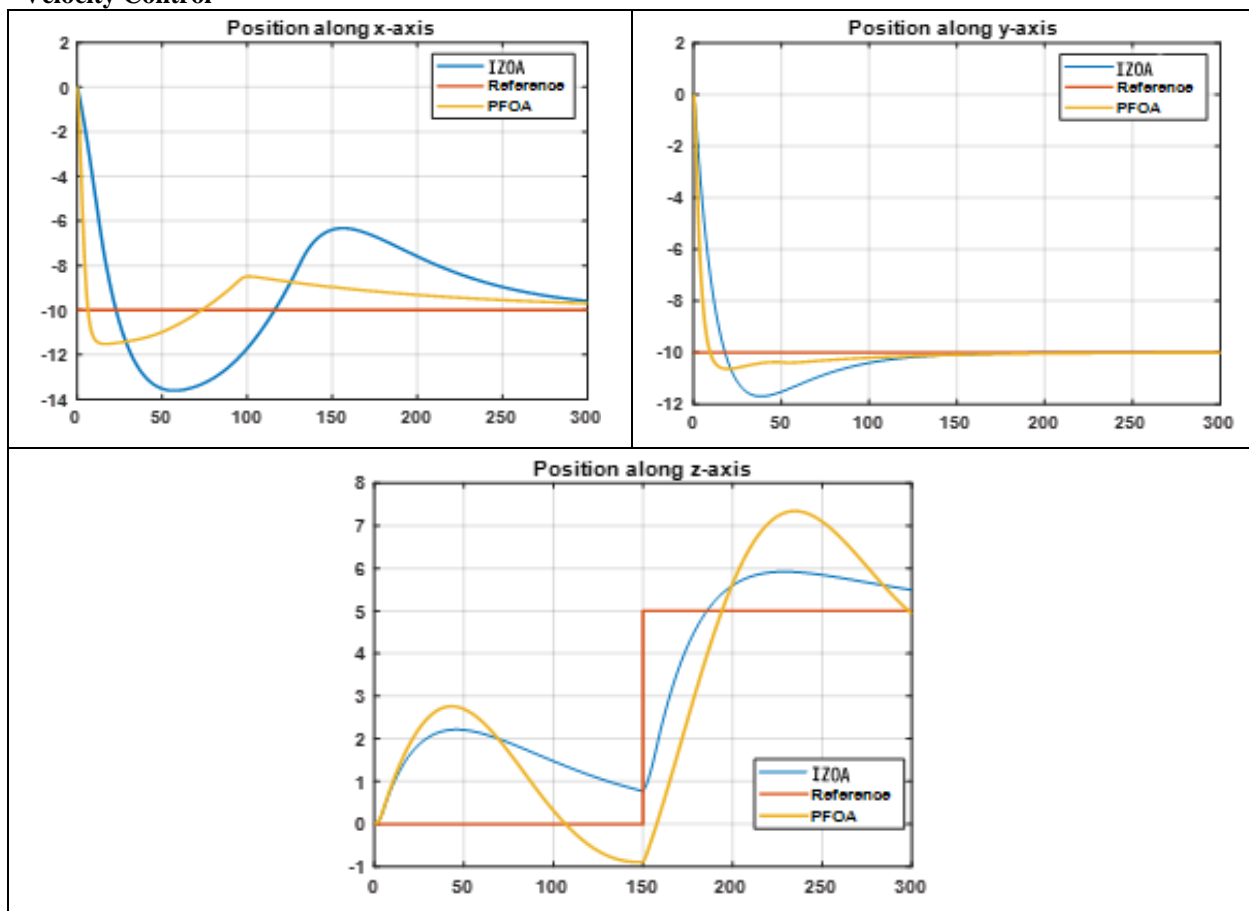 Velocity Control
Position along x-axis
2
0
-2
-4
-6
-8
-10
-12
-14
0 50 100 150 200 250 300
IZOA
Reference
PFOA
Position along y-axis
2
0
-2
-4
-6
-8
-10
-12
0 50 100 150 200 250 300
IZOA
Reference
PFOA
Position along z-axis
8
7
6
5
4
3
2
1
0
-1
0 50 100 150 200 250 300
IZOA
Reference
PFOA